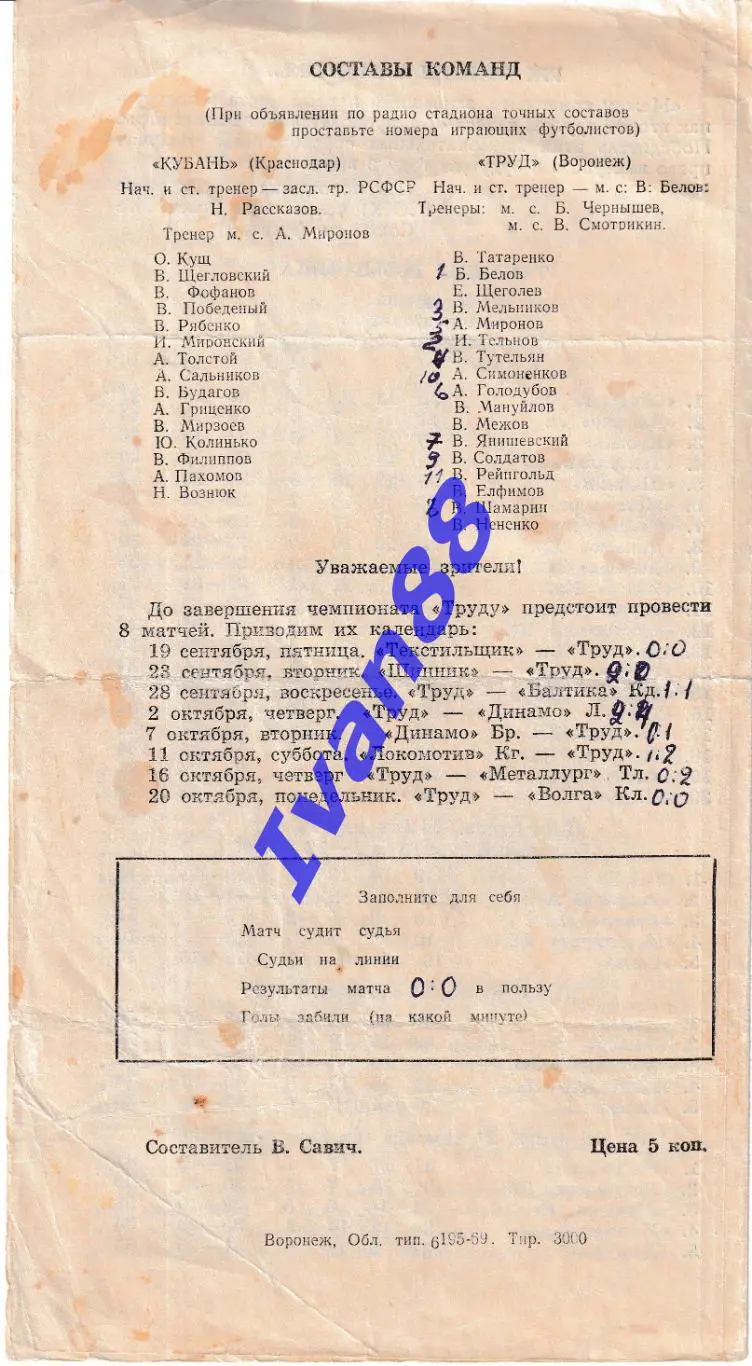 СОСТАВЫ КОМАНД
(При объявлении по радио стадиона точных составов
проставьте номера играющих футболистов)
«КУБАНЬ» (Краснодар)
Нач. и ст. тренер — засл. тр. РСФСР
Н. Рассказов.
Тренер м. с. А. Миронов
О. Кущ
В. Щегловский
В. Фофанов
В. Победеный
В. Рябенко
И. Миронский
А. Толстой
А. Сальников
В. Будагов
А. Гриценко
В. Мирзоев
Ю. Колинько
В. Филиппов
А. Пахомов
Н. Вознюк
«ТРУД» (Воронеж)
Нач. и ст. тренер — м. с: В: Белов:
Тренеры: м. с. Б. Чернышев,
м. с. В. Смотрикин.
В. Татаренко
1 Б. Белов
Е. Щеголев
3 В. Мельников
5 А. Миронов
И. Тельнов
4 В. Тутельян
10 А. Симоненков
6 А. Голодубов
В. Мануйлов
В. Межов
7 В. Янишевский
9 В. Солдатов
11 В. Рейнгольд
В. Елфимов
В. Шамарин
В. Нененко
Уважаемые зрители!
До завершения чемпионата «Труду» предстоит провести
8 матчей. Приводим их календарь:
19 сентября, пятница. «Текстильщик» — «Труд». 0:0
23 сентября, вторник. «Шинник» — «Труд». 2:0
28 сентября, воскресенье. «Труд» — «Балтика» Кд. 1:1
2 октября, четверг. «Труд» — «Динамо» Л. 2:4
7 октября, вторник. «Динамо» Бр. — «Труд». 0:1
11 октября, суббота. «Локомотив» Кг. — «Труд». 1:2
16 октября, четверг «Труд» — «Металлург» Тл. 0:2
20 октября, понедельник. «Труд» — «Волга» Кл. 0:0
Заполните для себя
Матч судит судья
Судьи на линии
Результаты матча 0:0 в пользу
Голы забили (на какой минуте)
Составитель В. Савич.
Цена 5 коп.
Воронеж, Обл. тип. 6195-69. Тир. 3000
Ivan88